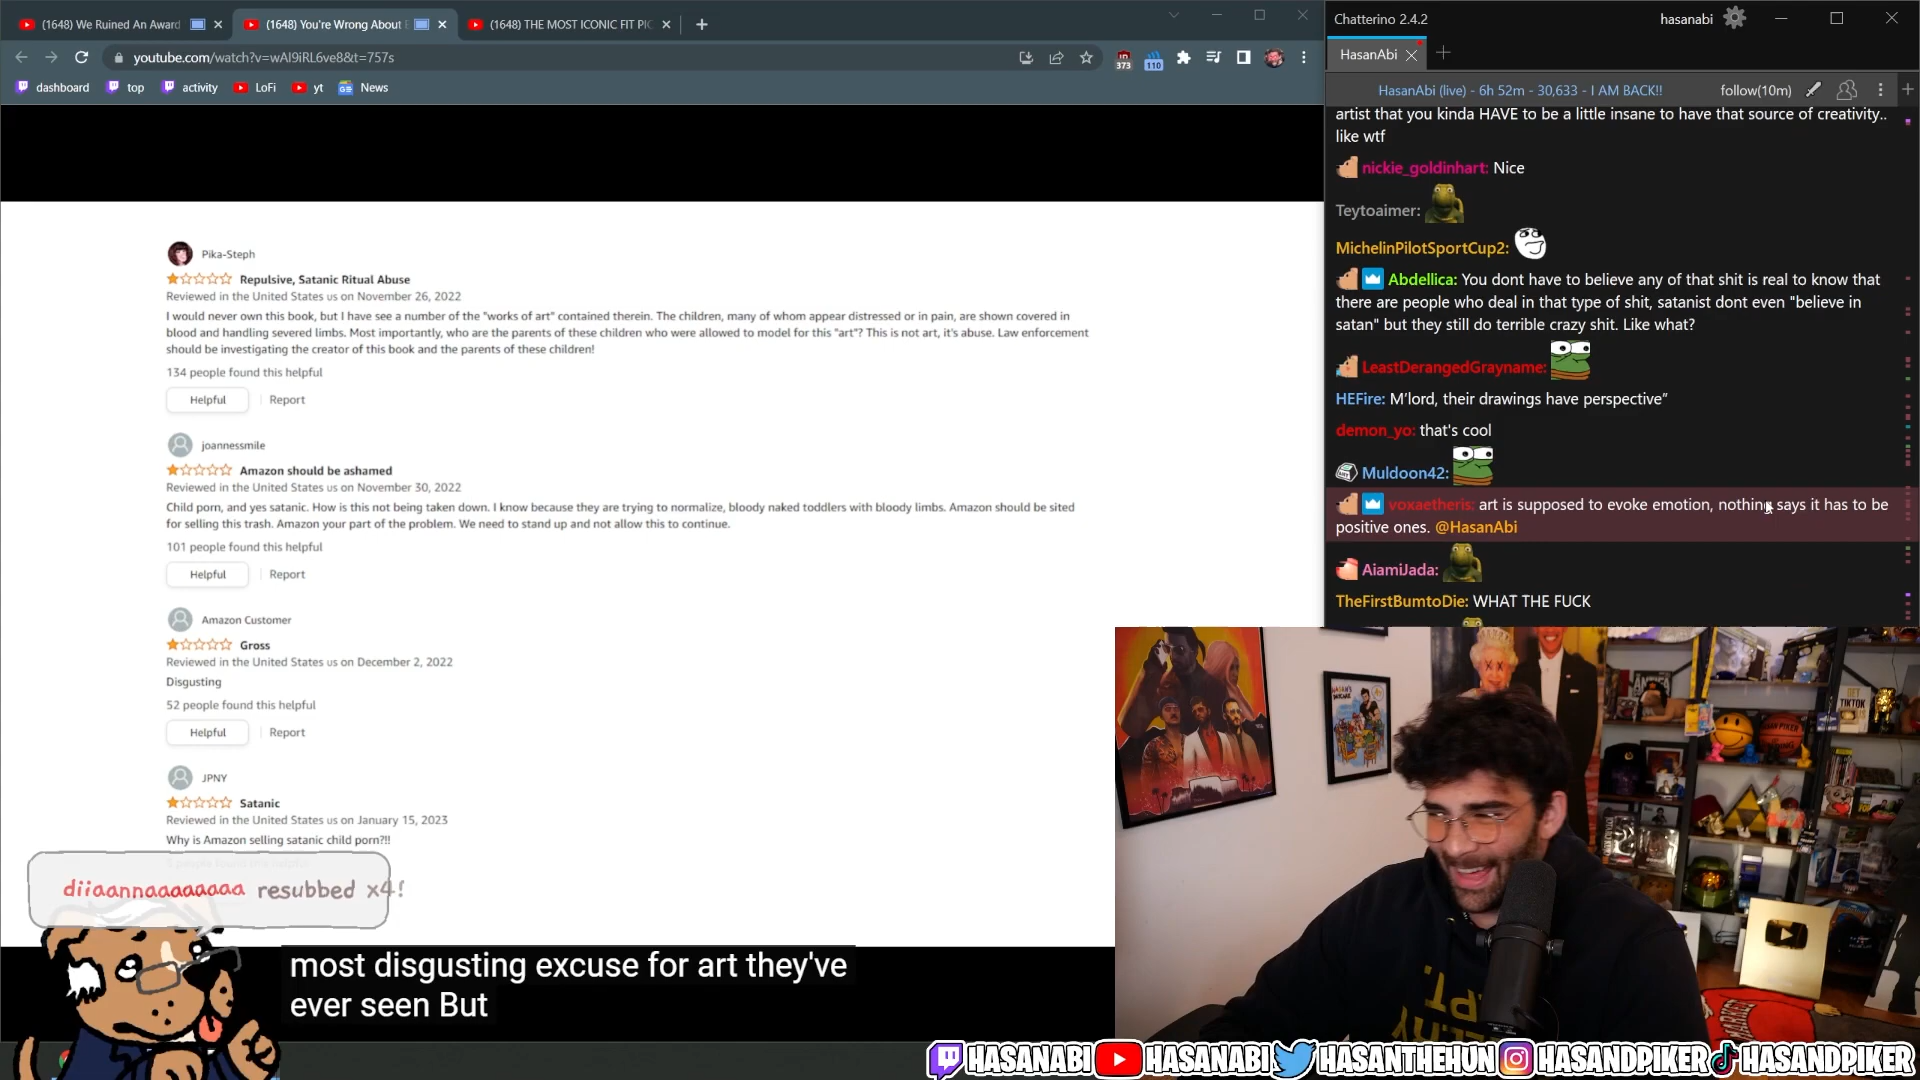 (1648) We Ruined An Award
(1648) You're Wrong About
(1648) THE MOST ICONIC FIT PIC
youtube.com/watch?v=wAl9iRL6ve8&t=757s
373
110
dashboard
top
activity
LoFi
yt
News
Pika-Steph
Repulsive, Satanic Ritual Abuse
Reviewed in the United States us on November 26, 2022
I would never own this book, but I have see a number of the "works of art" contained therein. The children, many of whom appear distressed or in pain, are shown covered in
blood and handling severed limbs. Most importantly, who are the parents of these children who were allowed to model for this "art"? This is not art, it's abuse. Law enforcement
should be investigating the creator of this book and the parents of these children!
134 people found this helpful
Helpful
Report
joannessmile
Amazon should be ashamed
Reviewed in the United States us on November 30, 2022
Child porn, and yes satanic. How is this not being taken down. I know because they are trying to normalize, bloody naked toddlers with bloody limbs. Amazon should be sited
for selling this trash. Amazon your part of the problem. We need to stand up and not allow this to continue.
101 people found this helpful
Helpful
Report
Amazon Customer
Gross
Reviewed in the United States us on December 2, 2022
Disgusting
52 people found this helpful
Helpful
Report
JPNY
Satanic
Reviewed in the United States us on January 15, 2023
Why is Amazon selling satanic child porn?!!
diiaannaaaaaaaa resubbed x4!
most disgusting excuse for art they've
ever seen But
Chatterino 2.4.2
hasanabi
HasanAbi
HasanAbi (live) - 6h 52m - 30,633 - I AM BACK!!
follow(10m)
artist that you kinda HAVE to be a little insane to have that source of creativity..
like wtf
nickie_goldinhart: Nice
Teytoaimer:
MichelinPilotSportCup2:
Abdellica: You dont have to believe any of that shit is real to know that
there are people who deal in that type of shit, satanist dont even "believe in
satan" but they still do terrible crazy shit. Like what?
LeastDerangedGrayname:
HEFire: M'lord, their drawings have perspective”
demon_yo: that's cool
Muldoon42:
voxaetheris: art is supposed to evoke emotion, nothing says it has to be
positive ones. @HasanAbi
AiamiJada:
TheFirstBumtoDie: WHAT THE FUCK
HASANABI
HASANABI
HASANTHEHUN
HASANDPIKER
HASANDPIKER